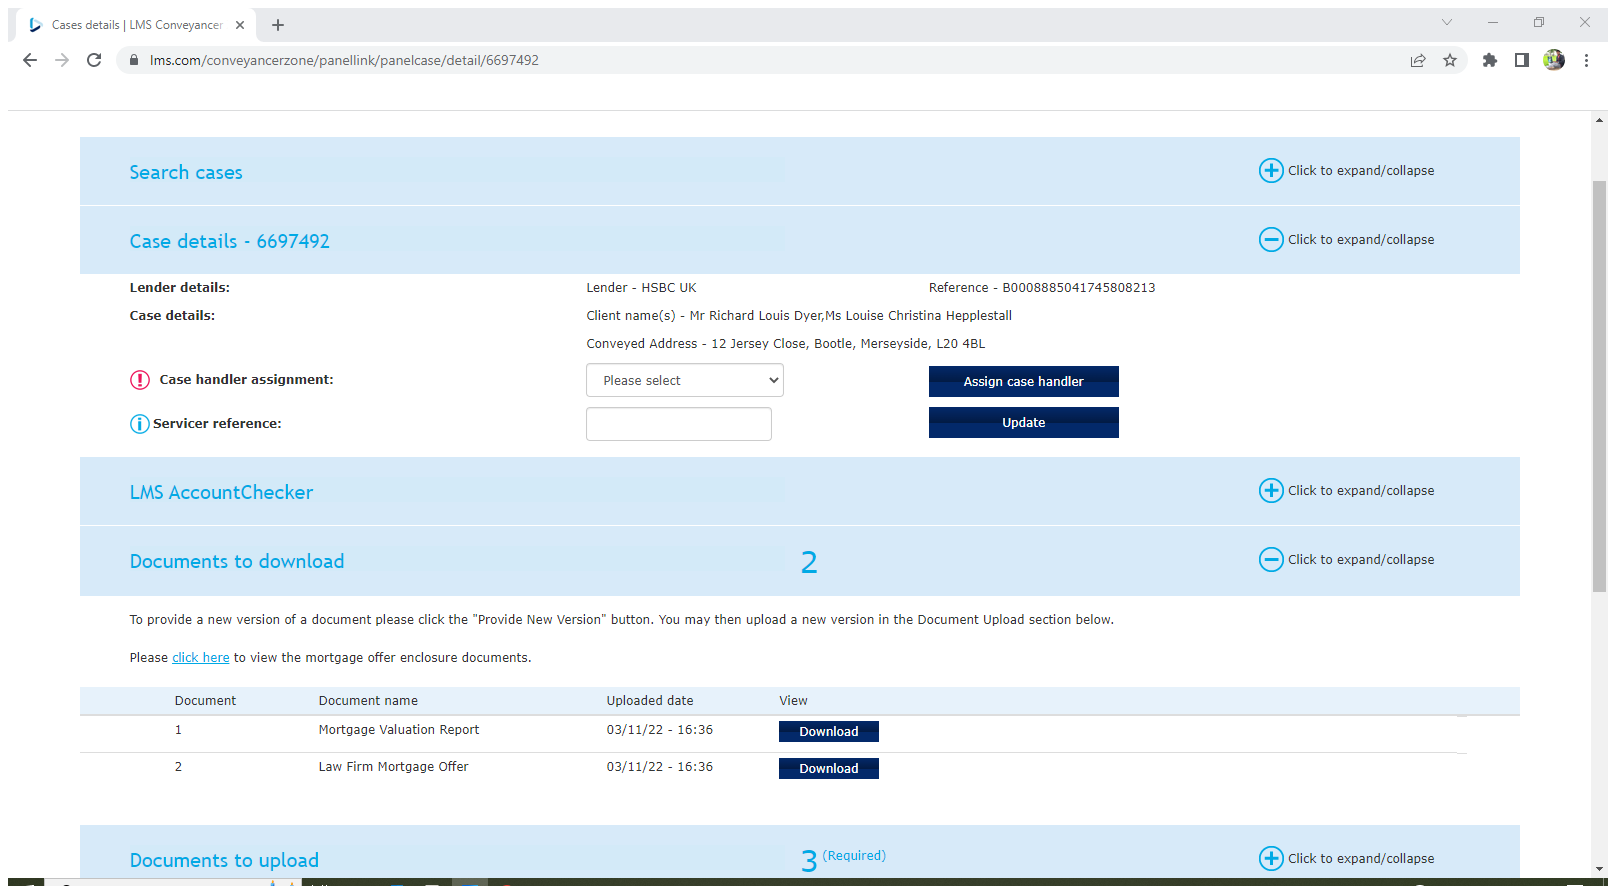 Cases details | LMS Conveyancer
lms.com/conveyancerzone/panellink/panelcase/detail/6697492
Search cases
Click to expand/collapse
Case details - 6697492
Click to expand/collapse
Lender details: Lender - HSBC UK Reference - B0008885041745808213
Case details: Client name(s) - Mr Richard Louis Dyer,Ms Louise Christina Hepplestall
Conveyed Address - 12 Jersey Close, Bootle, Merseyside, L20 4BL
Case handler assignment: Please select Assign case handler
Servicer reference: Update
LMS AccountChecker
Click to expand/collapse
Documents to download 2
Click to expand/collapse
To provide a new version of a document please click the "Provide New Version" button. You may then upload a new version in the Document Upload section below.
Please click here to view the mortgage offer enclosure documents.
Document Document name Uploaded date View
1 Mortgage Valuation Report 03/11/22 - 16:36 Download
2 Law Firm Mortgage Offer 03/11/22 - 16:36 Download
Documents to upload 3 (Required)
Click to expand/collapse